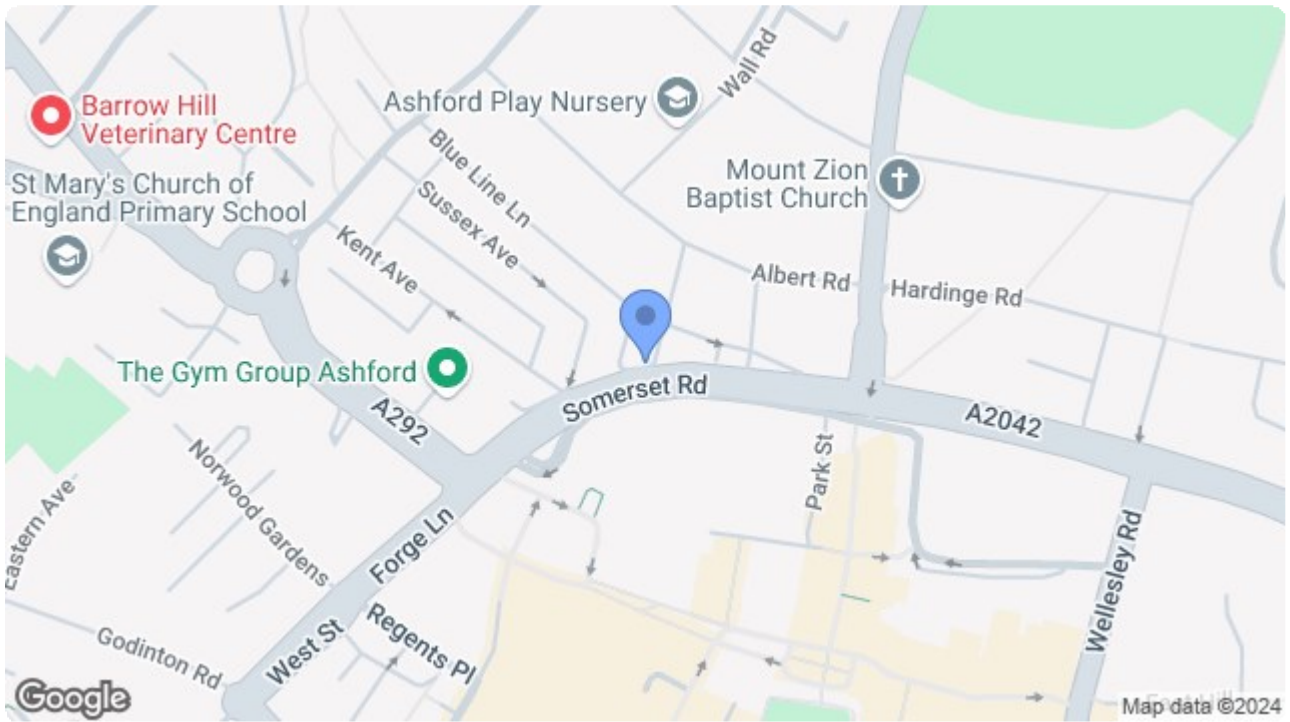 Wall Rd
Ashford Play Nursery
Barrow Hill
Veterinary Centre
Blue Line Ln
Mount Zion
Baptist Church
St Mary's Church of
England Primary School
Sussex Ave
Kent Ave
Albert Rd
Hardinge Rd
The Gym Group Ashford
Somerset Rd
A292
A2042
Park St
Norwood Gardens
Eastern Ave
Forge Ln
Wellesley Rd
Regents Pl
Godinton Rd
West St
Google
Map data ©2024